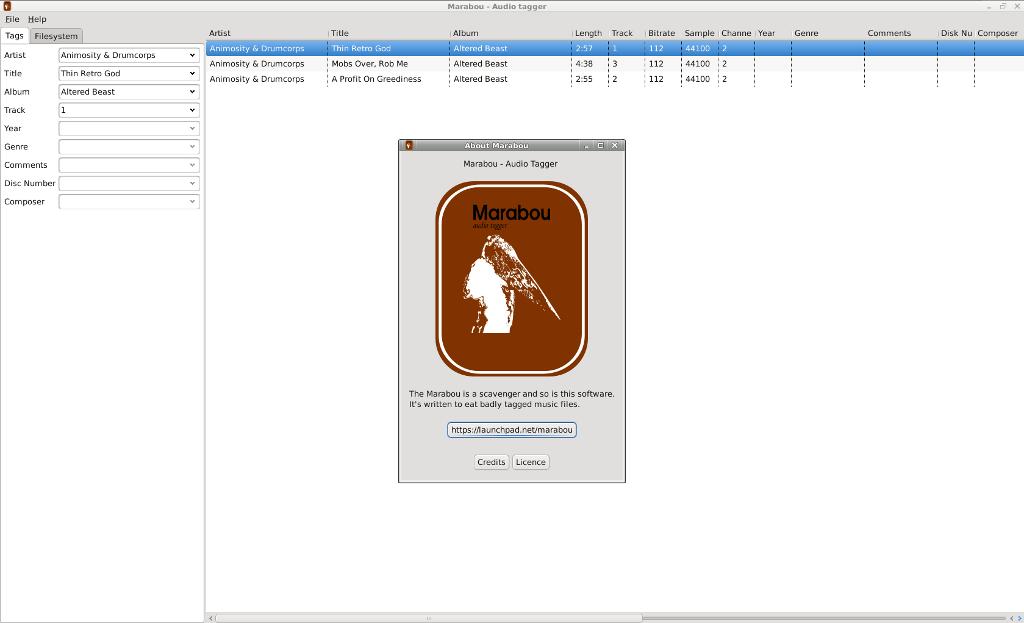 Marabou - Audio tagger
File Help
Tags Filesystem
Artist Animosity & Drumcorps
Title Thin Retro God
Album Altered Beast
Track 1
Year
Genre
Comments
Disc Number
Composer
Artist Title Album Length Track Bitrate Sample Channe Year Genre Comments Disk Nu Composer
Animosity & Drumcorps Thin Retro God Altered Beast 2:57 1 112 44100 2
Animosity & Drumcorps Mobs Over, Rob Me Altered Beast 4:38 3 112 44100 2
Animosity & Drumcorps A Profit On Greediness Altered Beast 2:55 2 112 44100 2
About Marabou
Marabou - Audio Tagger
Marabou
audio tagger
The Marabou is a scavenger and so is this software.
It's written to eat badly tagged music files.
https://launchpad.net/marabou
Credits Licence